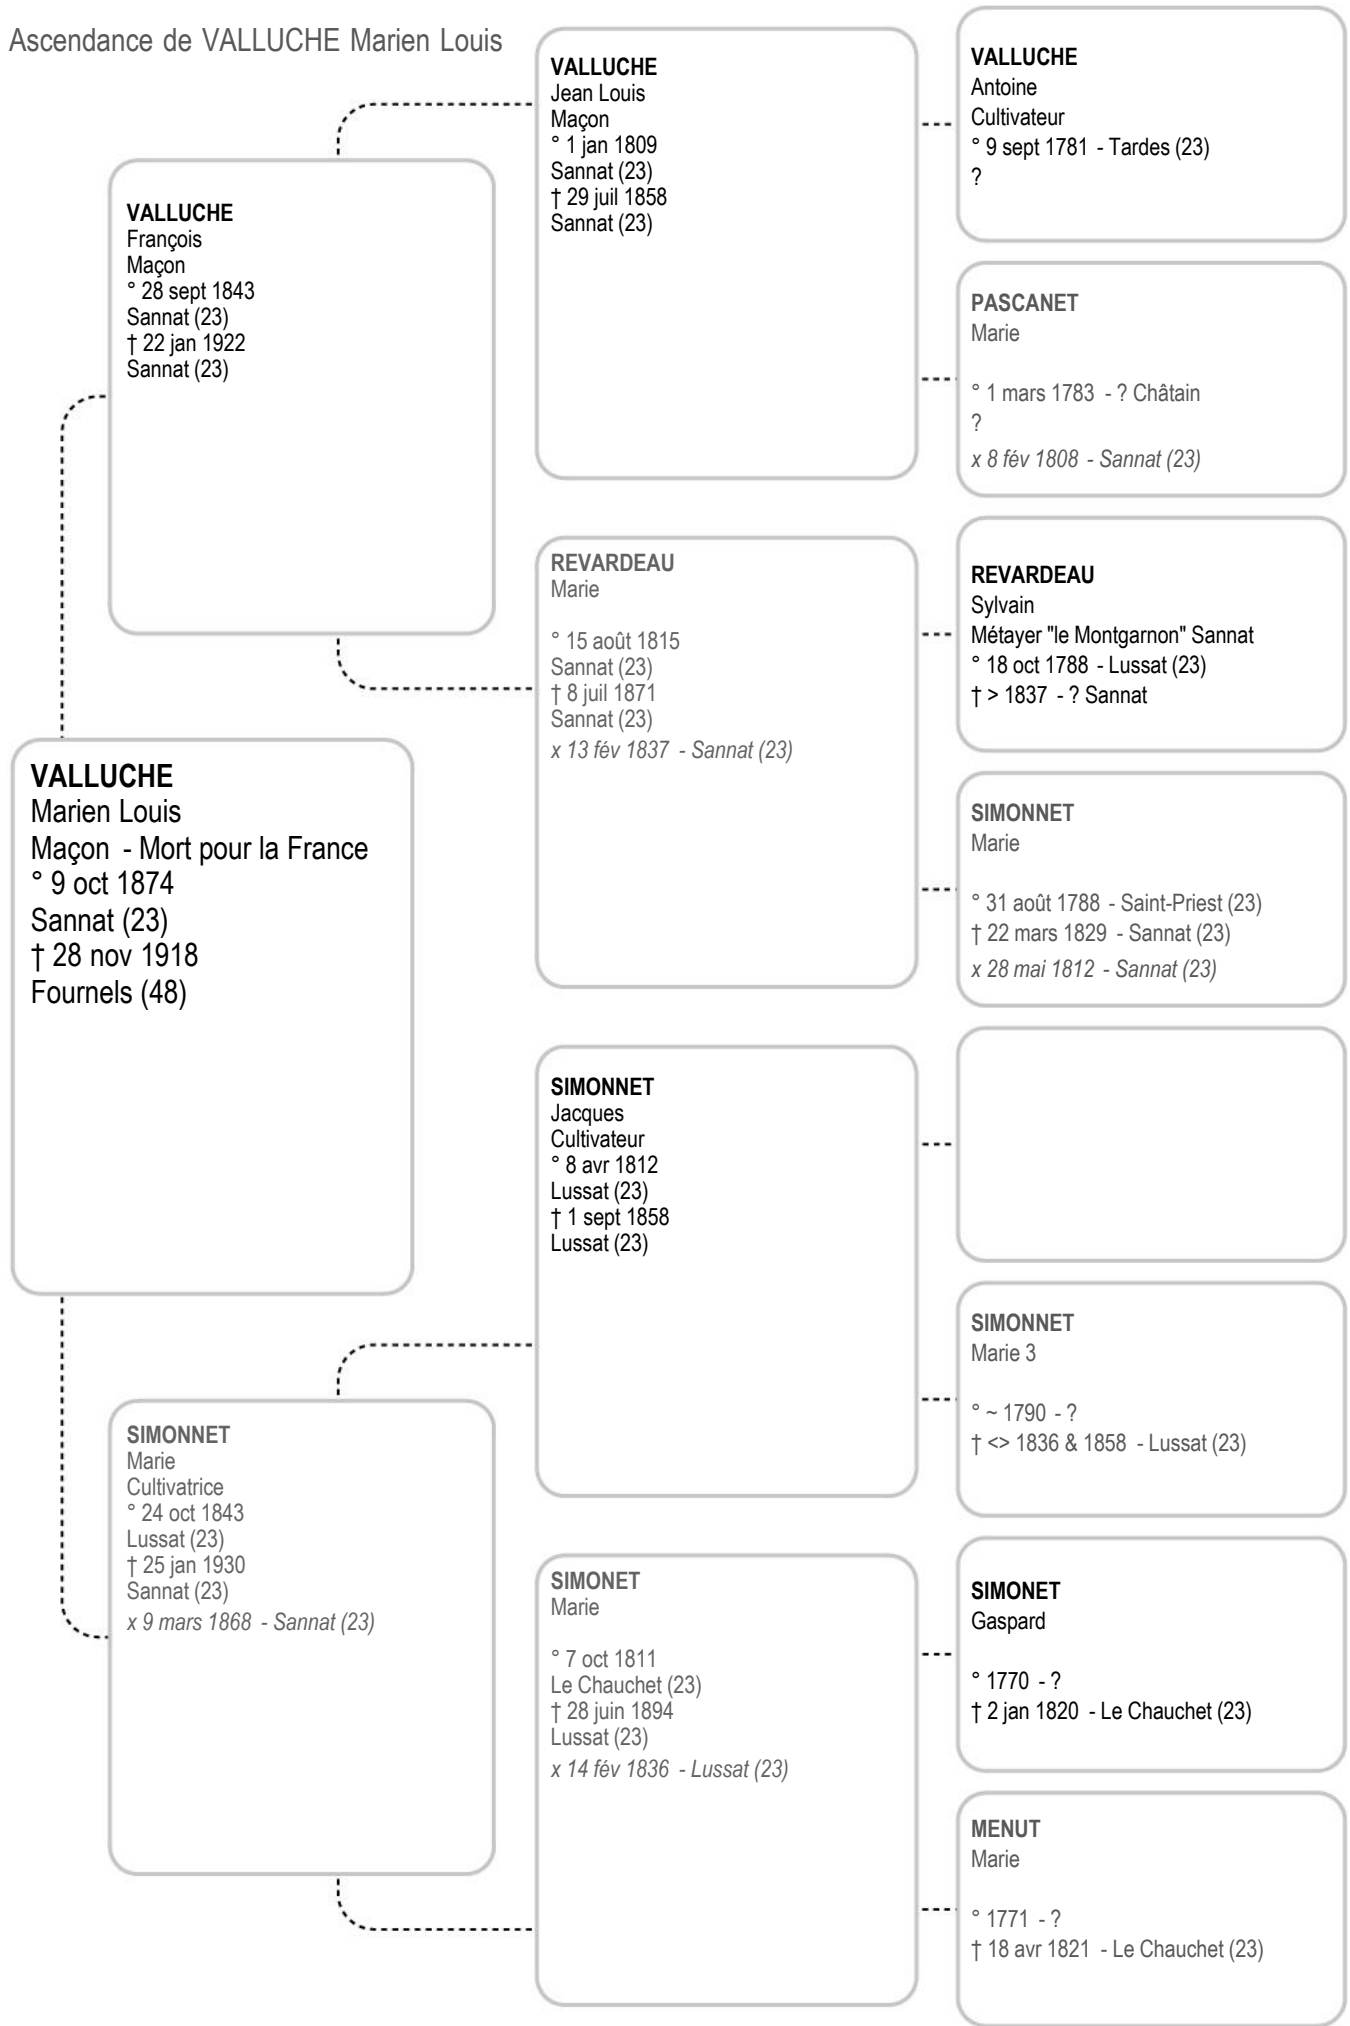 Ascendance de VALLUCHE Marien Louis
VALLUCHE
Marien Louis
Maçon - Mort pour la France
° 9 oct 1874
Sannat (23)
† 28 nov 1918
Fournels (48)
VALLUCHE
François
Maçon
° 28 sept 1843
Sannat (23)
† 22 jan 1922
Sannat (23)
SIMONNET
Marie
Cultivatrice
° 24 oct 1843
Lussat (23)
† 25 jan 1930
Sannat (23)
x 9 mars 1868 - Sannat (23)
VALLUCHE
Jean Louis
Maçon
° 1 jan 1809
Sannat (23)
† 29 juil 1858
Sannat (23)
REVARDEAU
Marie
° 15 août 1815
Sannat (23)
† 8 juil 1871
Sannat (23)
x 13 fév 1837 - Sannat (23)
SIMONNET
Jacques
Cultivateur
° 8 avr 1812
Lussat (23)
† 1 sept 1858
Lussat (23)
SIMONET
Marie
° 7 oct 1811
Le Chauchet (23)
† 28 juin 1894
Lussat (23)
x 14 fév 1836 - Lussat (23)
VALLUCHE
Antoine
Cultivateur
° 9 sept 1781 - Tardes (23)
?
PASCANET
Marie
° 1 mars 1783 - ? Châtain
?
x 8 fév 1808 - Sannat (23)
REVARDEAU
Sylvain
Métayer "le Montgarnon" Sannat
° 18 oct 1788 - Lussat (23)
† > 1837 - ? Sannat
SIMONNET
Marie
° 31 août 1788 - Saint-Priest (23)
† 22 mars 1829 - Sannat (23)
x 28 mai 1812 - Sannat (23)
SIMONNET
Marie 3
° ~ 1790 - ?
† <> 1836 & 1858 - Lussat (23)
SIMONET
Gaspard
° 1770 - ?
† 2 jan 1820 - Le Chauchet (23)
MENUT
Marie
° 1771 - ?
† 18 avr 1821 - Le Chauchet (23)